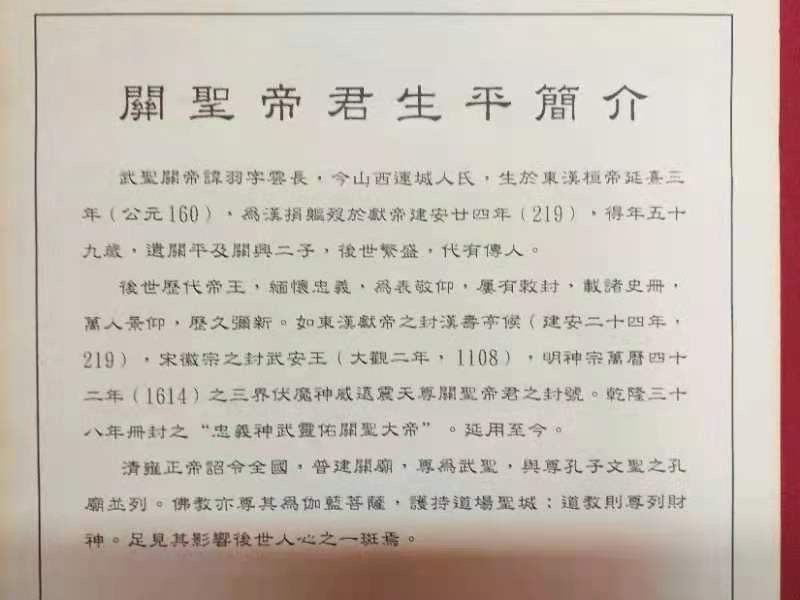 關聖帝君生平簡介
武聖關帝諱羽字雲長，今山西運城人氏，生於東漢桓帝延熹三
年（公元160），為漢捐軀歿於獻帝建安廿四年（219），得年五十
九歲，遺關平及關興二子，後世繁盛，代有傳人。
後世歷代帝王，緬懷忠義，為表敬仰，屢有敕封，載諸史冊，
萬人景仰，歷久彌新。如東漢獻帝之封漢壽亭候（建安二十四年，
219），宋徽宗之封武安王（大觀二年，1108），明神宗萬曆四十
二年（1614）之三界伏魔神威遠震天尊關聖帝君之封號。乾隆三十
八年冊封之“忠義神武靈佑關聖大帝”。延用至今。
清雍正帝詔令全國，普建關廟，尊為武聖，與尊孔子文聖之孔
廟並列。佛教亦尊其為伽藍菩薩，護持道場聖城；道教則尊列財
神。足見其影響後世人心之一斑焉。